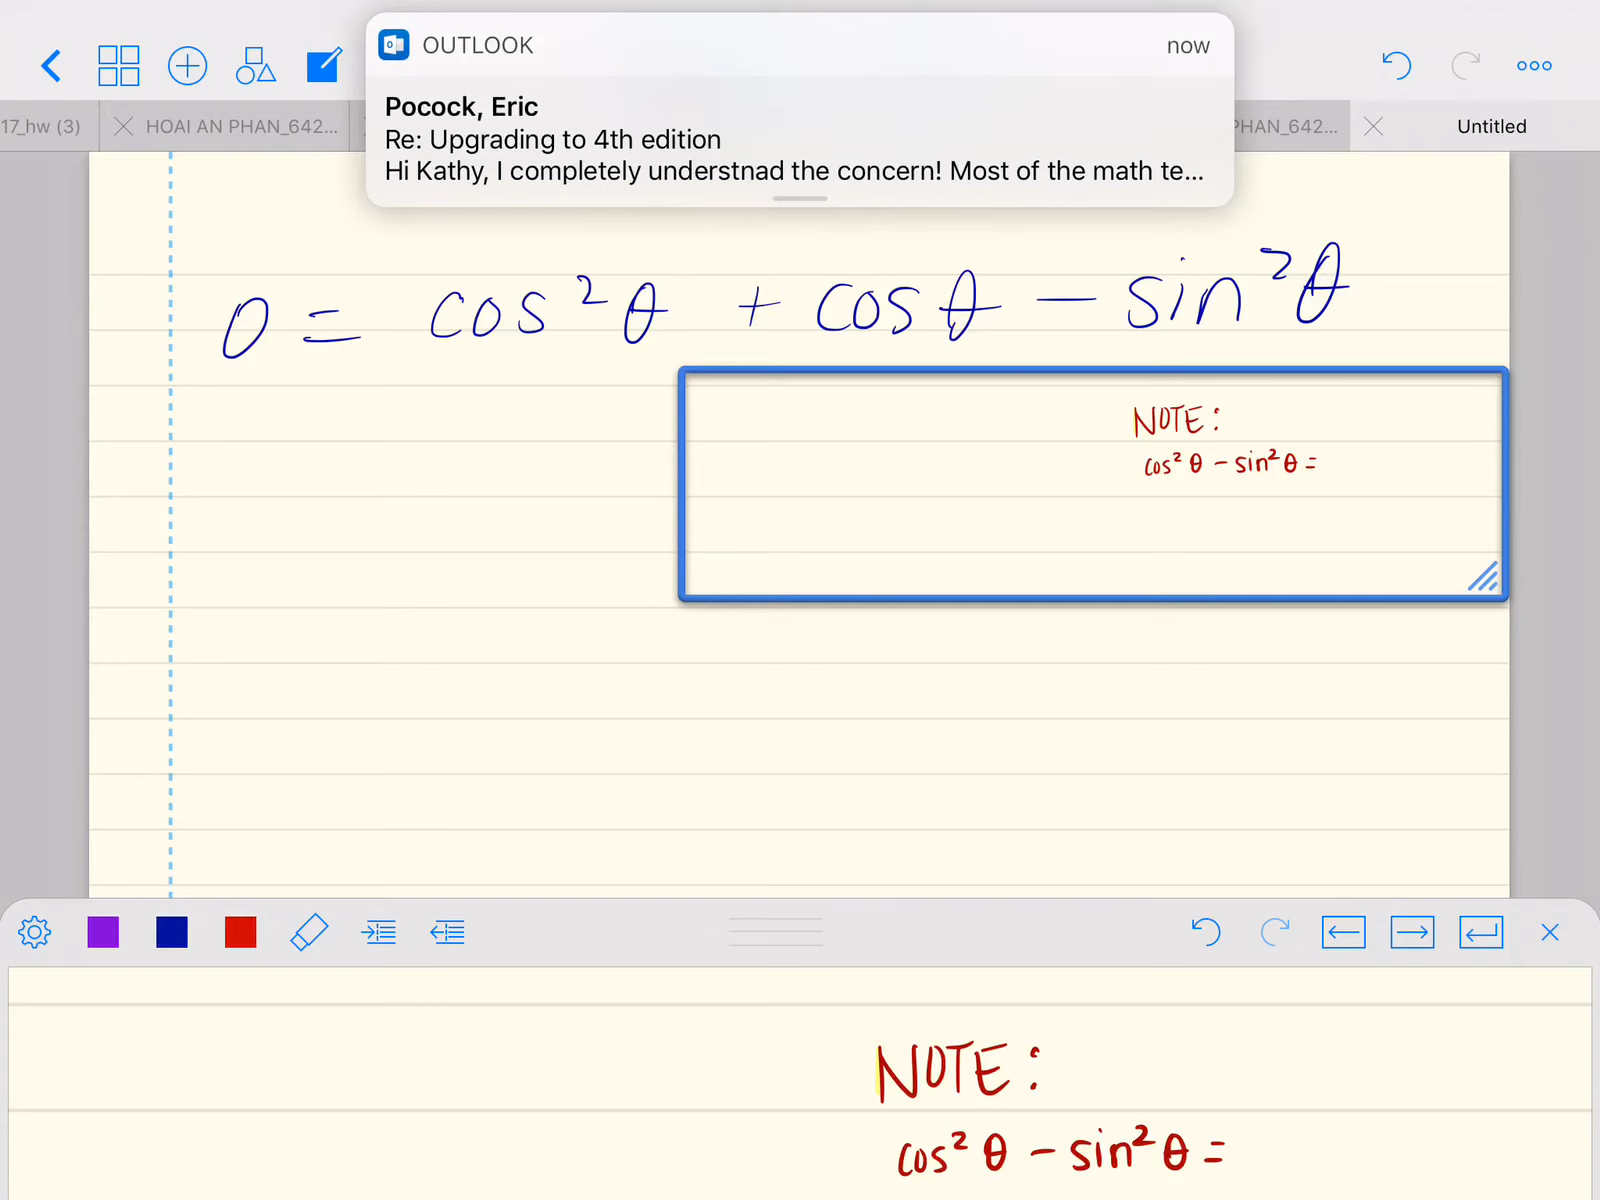 OUTLOOK now
Pocock, Eric
Re: Upgrading to 4th edition
Hi Kathy, I completely understnad the concern! Most of the math te...
17_hw (3) HOAI AN PHAN_642... PHAN_642... Untitled
0 = cos²θ + cosθ - sin²θ
NOTE:
cos²θ - sin²θ =
NOTE:
cos²θ - sin²θ =